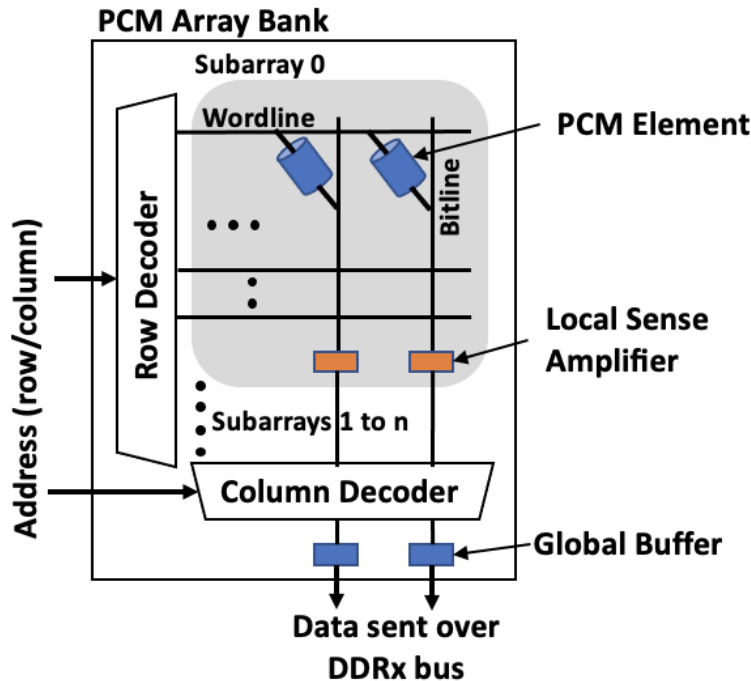 PCM Array Bank
Subarray 0
Wordline
PCM Element
Bitline
Row Decoder
Address (row/column)
Local Sense
Amplifier
Subarrays 1 to n
Column Decoder
Global Buffer
Data sent over
DDRx bus